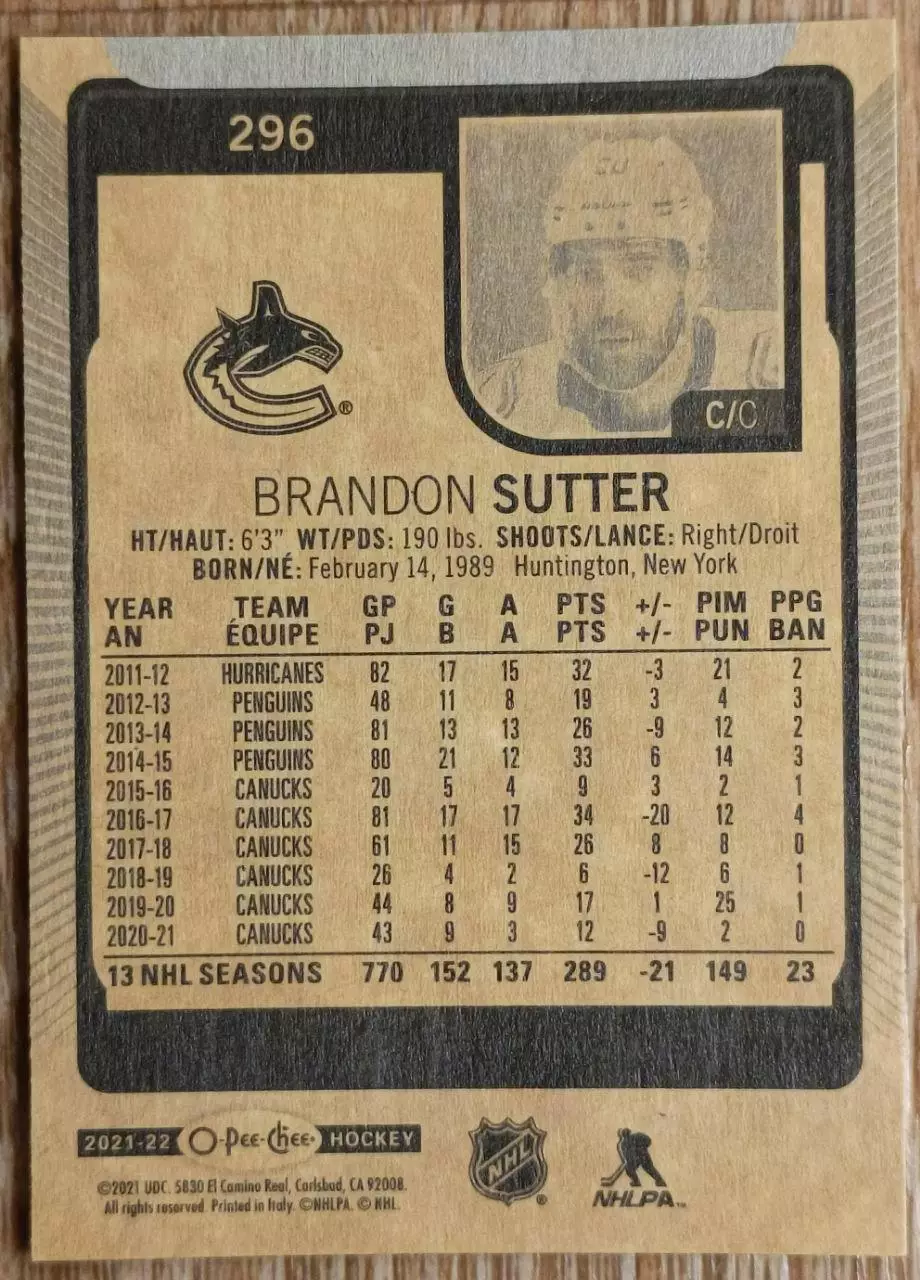 296
C/C
BRANDON SUTTER
HT/HAUT: 6'3" WT/PDS: 190 lbs. SHOOTS/LANCE: Right/Droit
BORN/NÉ: February 14, 1989 Huntington, New York
YEAR TEAM GP G A PTS +/- PIM PPG
AN ÉQUIPE PJ B A PTS +/- PUN BAN
2011-12 HURRICANES 82 17 15 32 -3 21 2
2012-13 PENGUINS 48 11 8 19 3 4 3
2013-14 PENGUINS 81 13 13 26 -9 12 2
2014-15 PENGUINS 80 21 12 33 6 14 3
2015-16 CANUCKS 20 5 4 9 3 2 1
2016-17 CANUCKS 81 17 17 34 -20 12 4
2017-18 CANUCKS 61 11 15 26 8 8 0
2018-19 CANUCKS 26 4 2 6 -12 6 1
2019-20 CANUCKS 44 8 9 17 1 25 1
2020-21 CANUCKS 43 9 3 12 -9 2 0
13 NHL SEASONS 770 152 137 289 -21 149 23
2021-22 O-Pee-Chee HOCKEY
NHL ®
NHLPA™
©2021 UDC. 5830 El Camino Real, Carlsbad, CA 92008.
All rights reserved. Printed in Italy. ©NHLPA. © NHL.